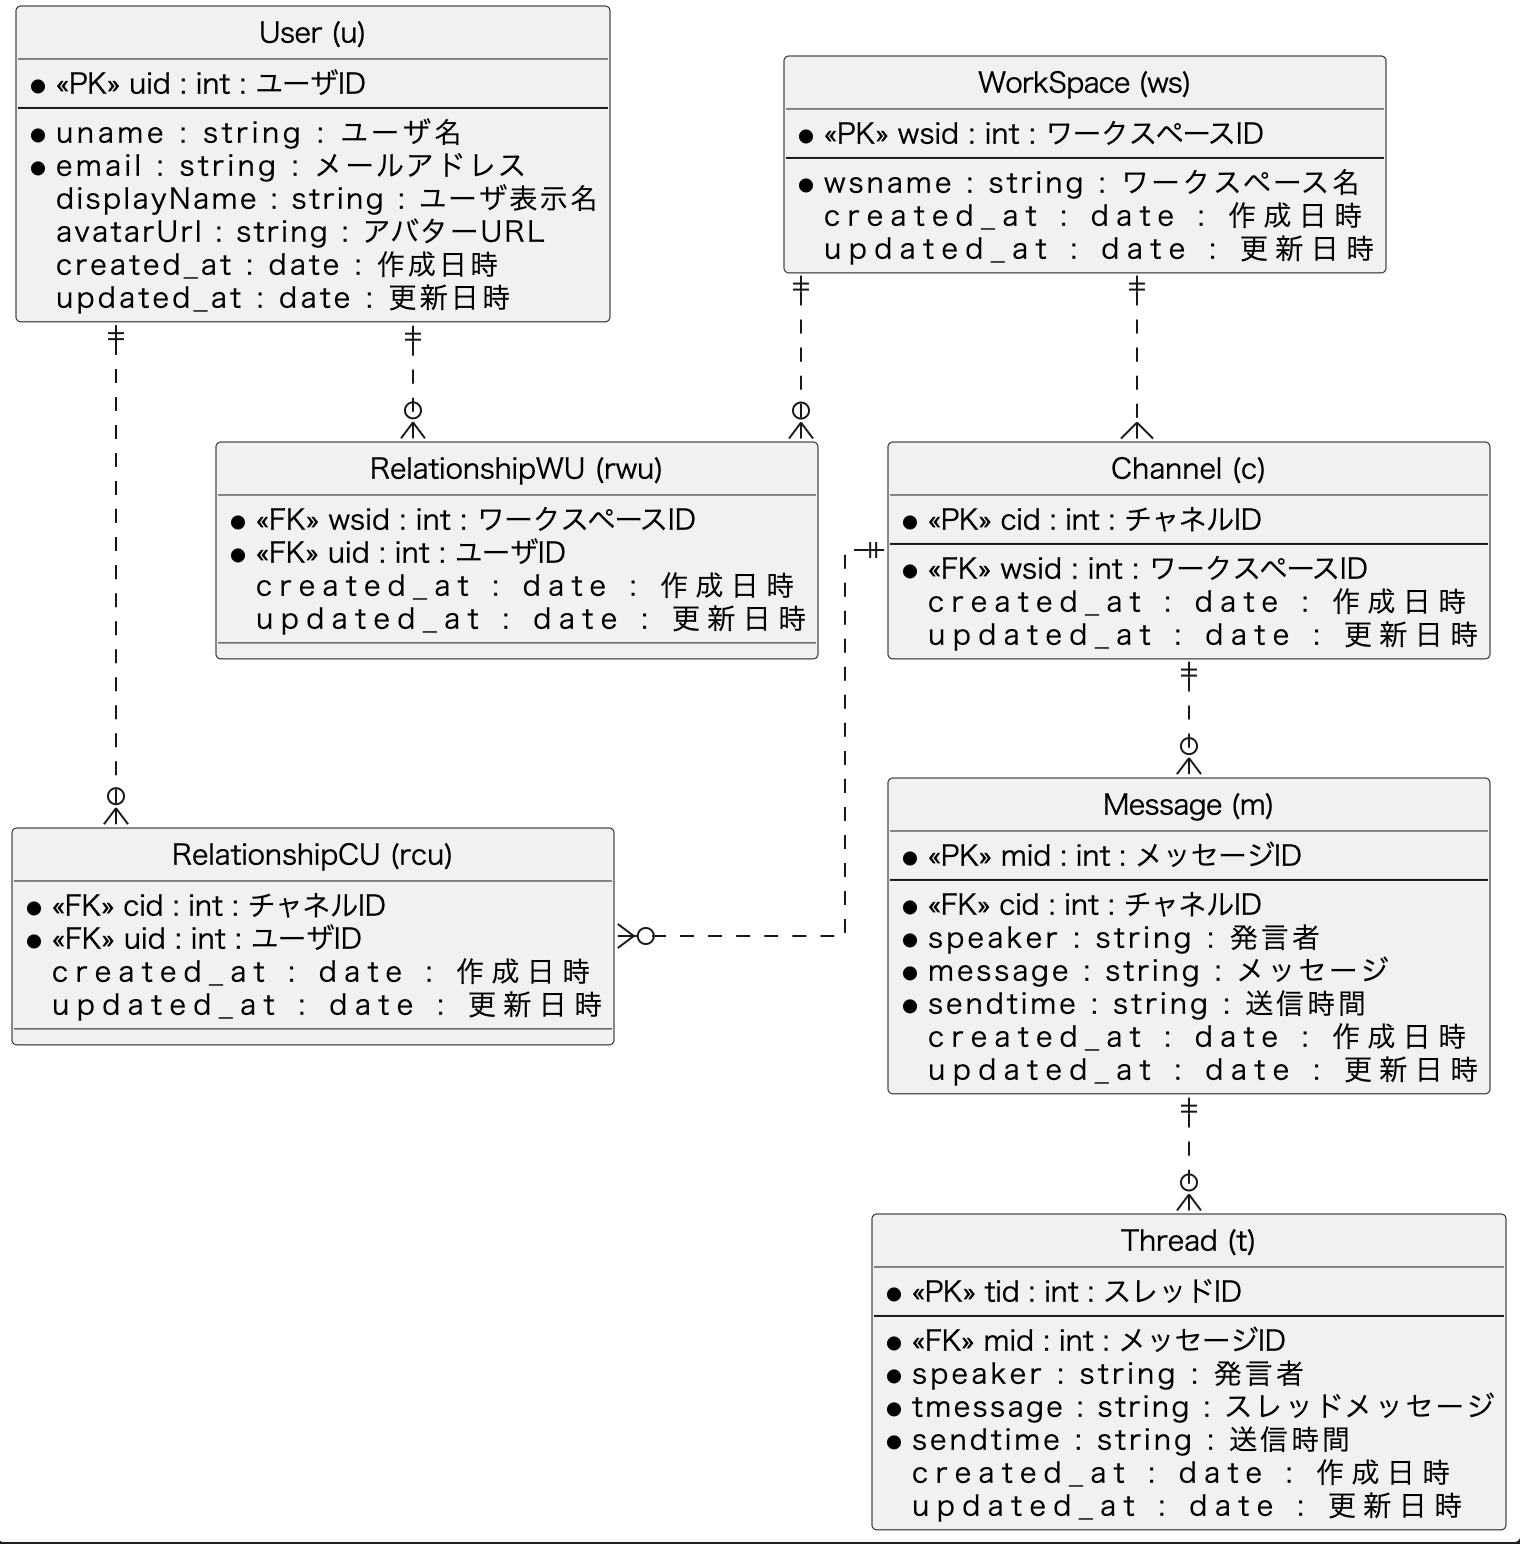 User (u)
«PK» uid : int : ユーザID
uname : string : ユーザ名
email : string : メールアドレス
displayName : string : ユーザ表示名
avatarUrl : string : アバターURL
created_at : date : 作成日時
updated_at : date : 更新日時
WorkSpace (ws)
«PK» wsid : int : ワークスペースID
wsname : string : ワークスペース名
created_at : date : 作成日時
updated_at : date : 更新日時
RelationshipWU (rwu)
«FK» wsid : int : ワークスペースID
«FK» uid : int : ユーザID
created_at : date : 作成日時
updated_at : date : 更新日時
Channel (c)
«PK» cid : int : チャネルID
«FK» wsid : int : ワークスペースID
created_at : date : 作成日時
updated_at : date : 更新日時
RelationshipCU (rcu)
«FK» cid : int : チャネルID
«FK» uid : int : ユーザID
created_at : date : 作成日時
updated_at : date : 更新日時
Message (m)
«PK» mid : int : メッセージID
«FK» cid : int : チャネルID
speaker : string : 発言者
message : string : メッセージ
sendtime : string : 送信時間
created_at : date : 作成日時
updated_at : date : 更新日時
Thread (t)
«PK» tid : int : スレッドID
«FK» mid : int : メッセージID
speaker : string : 発言者
tmessage : string : スレッドメッセージ
sendtime : string : 送信時間
created_at : date : 作成日時
updated_at : date : 更新日時